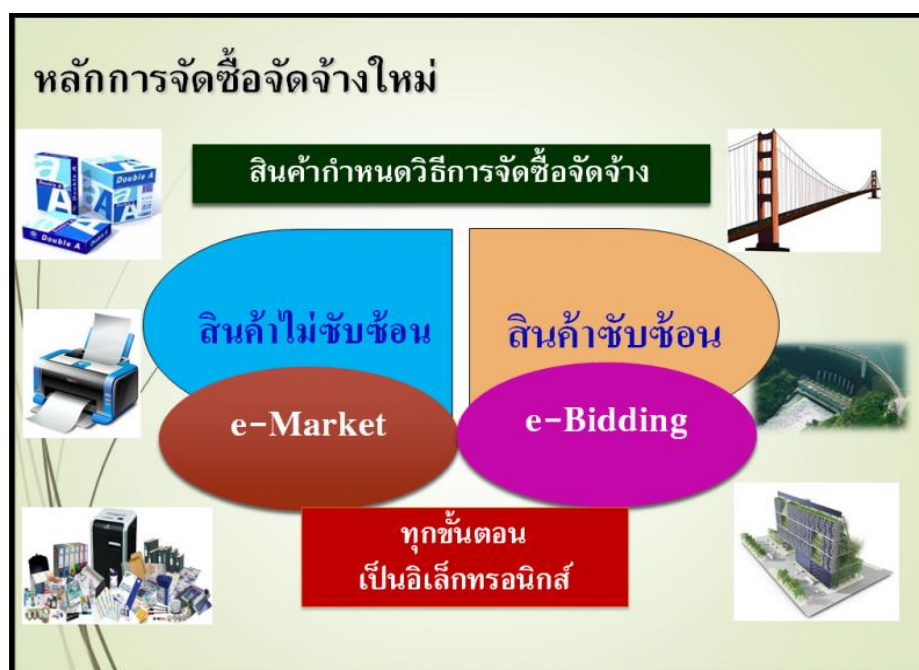 หลักการจัดซื้อจัดจ้างใหม่
สินค้ากำหนดวิธีการจัดซื้อจัดจ้าง
Double A
Double A
สินค้าไม่ซับซ้อน
สินค้าซับซ้อน
e-Market
e-Bidding
ทุกขั้นตอน
เป็นอิเล็กทรอนิกส์